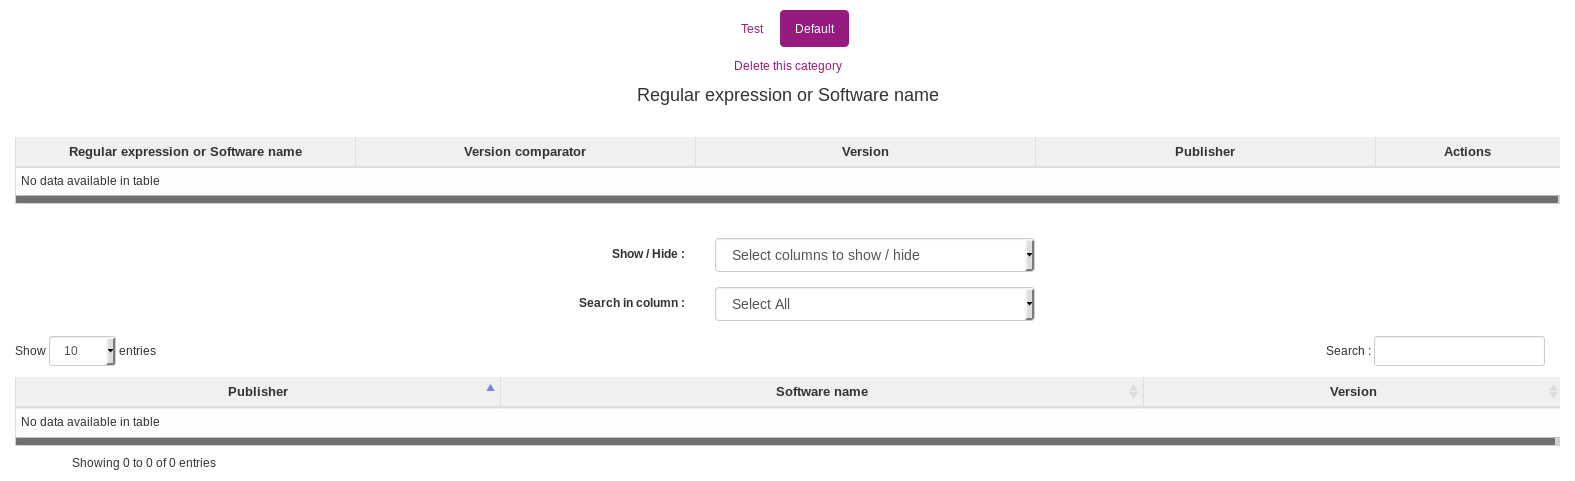 Test Default
Delete this category
Regular expression or Software name
Regular expression or Software name Version comparator Version Publisher Actions
No data available in table
Show / Hide : Select columns to show / hide
Search in column : Select All
Show 10 entries Search :
Publisher Software name Version
No data available in table
Showing 0 to 0 of 0 entries